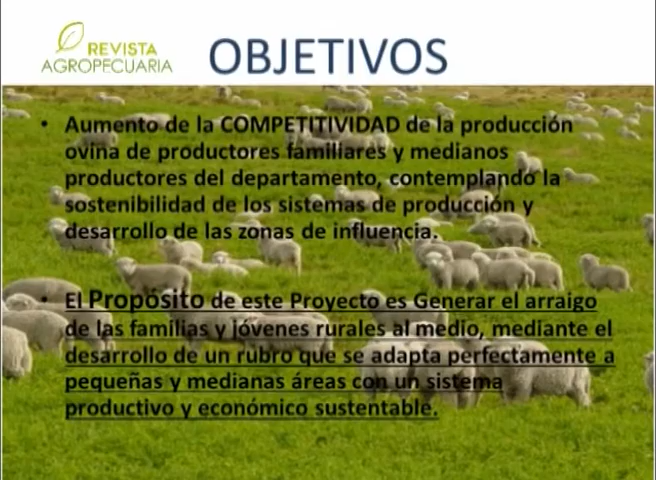 REVISTA
AGROPECUARIA
OBJETIVOS
• Aumento de la COMPETITIVIDAD de la producción
ovina de productores familiares y medianos
productores del departamento, contemplando la
sostenibilidad de los sistemas de producción y
desarrollo de las zonas de influencia.
• El Propósito de este Proyecto es Generar el arraigo
de las familias y jóvenes rurales al medio, mediante el
desarrollo de un rubro que se adapta perfectamente a
pequeñas y medianas áreas con un sistema
productivo y económico sustentable.